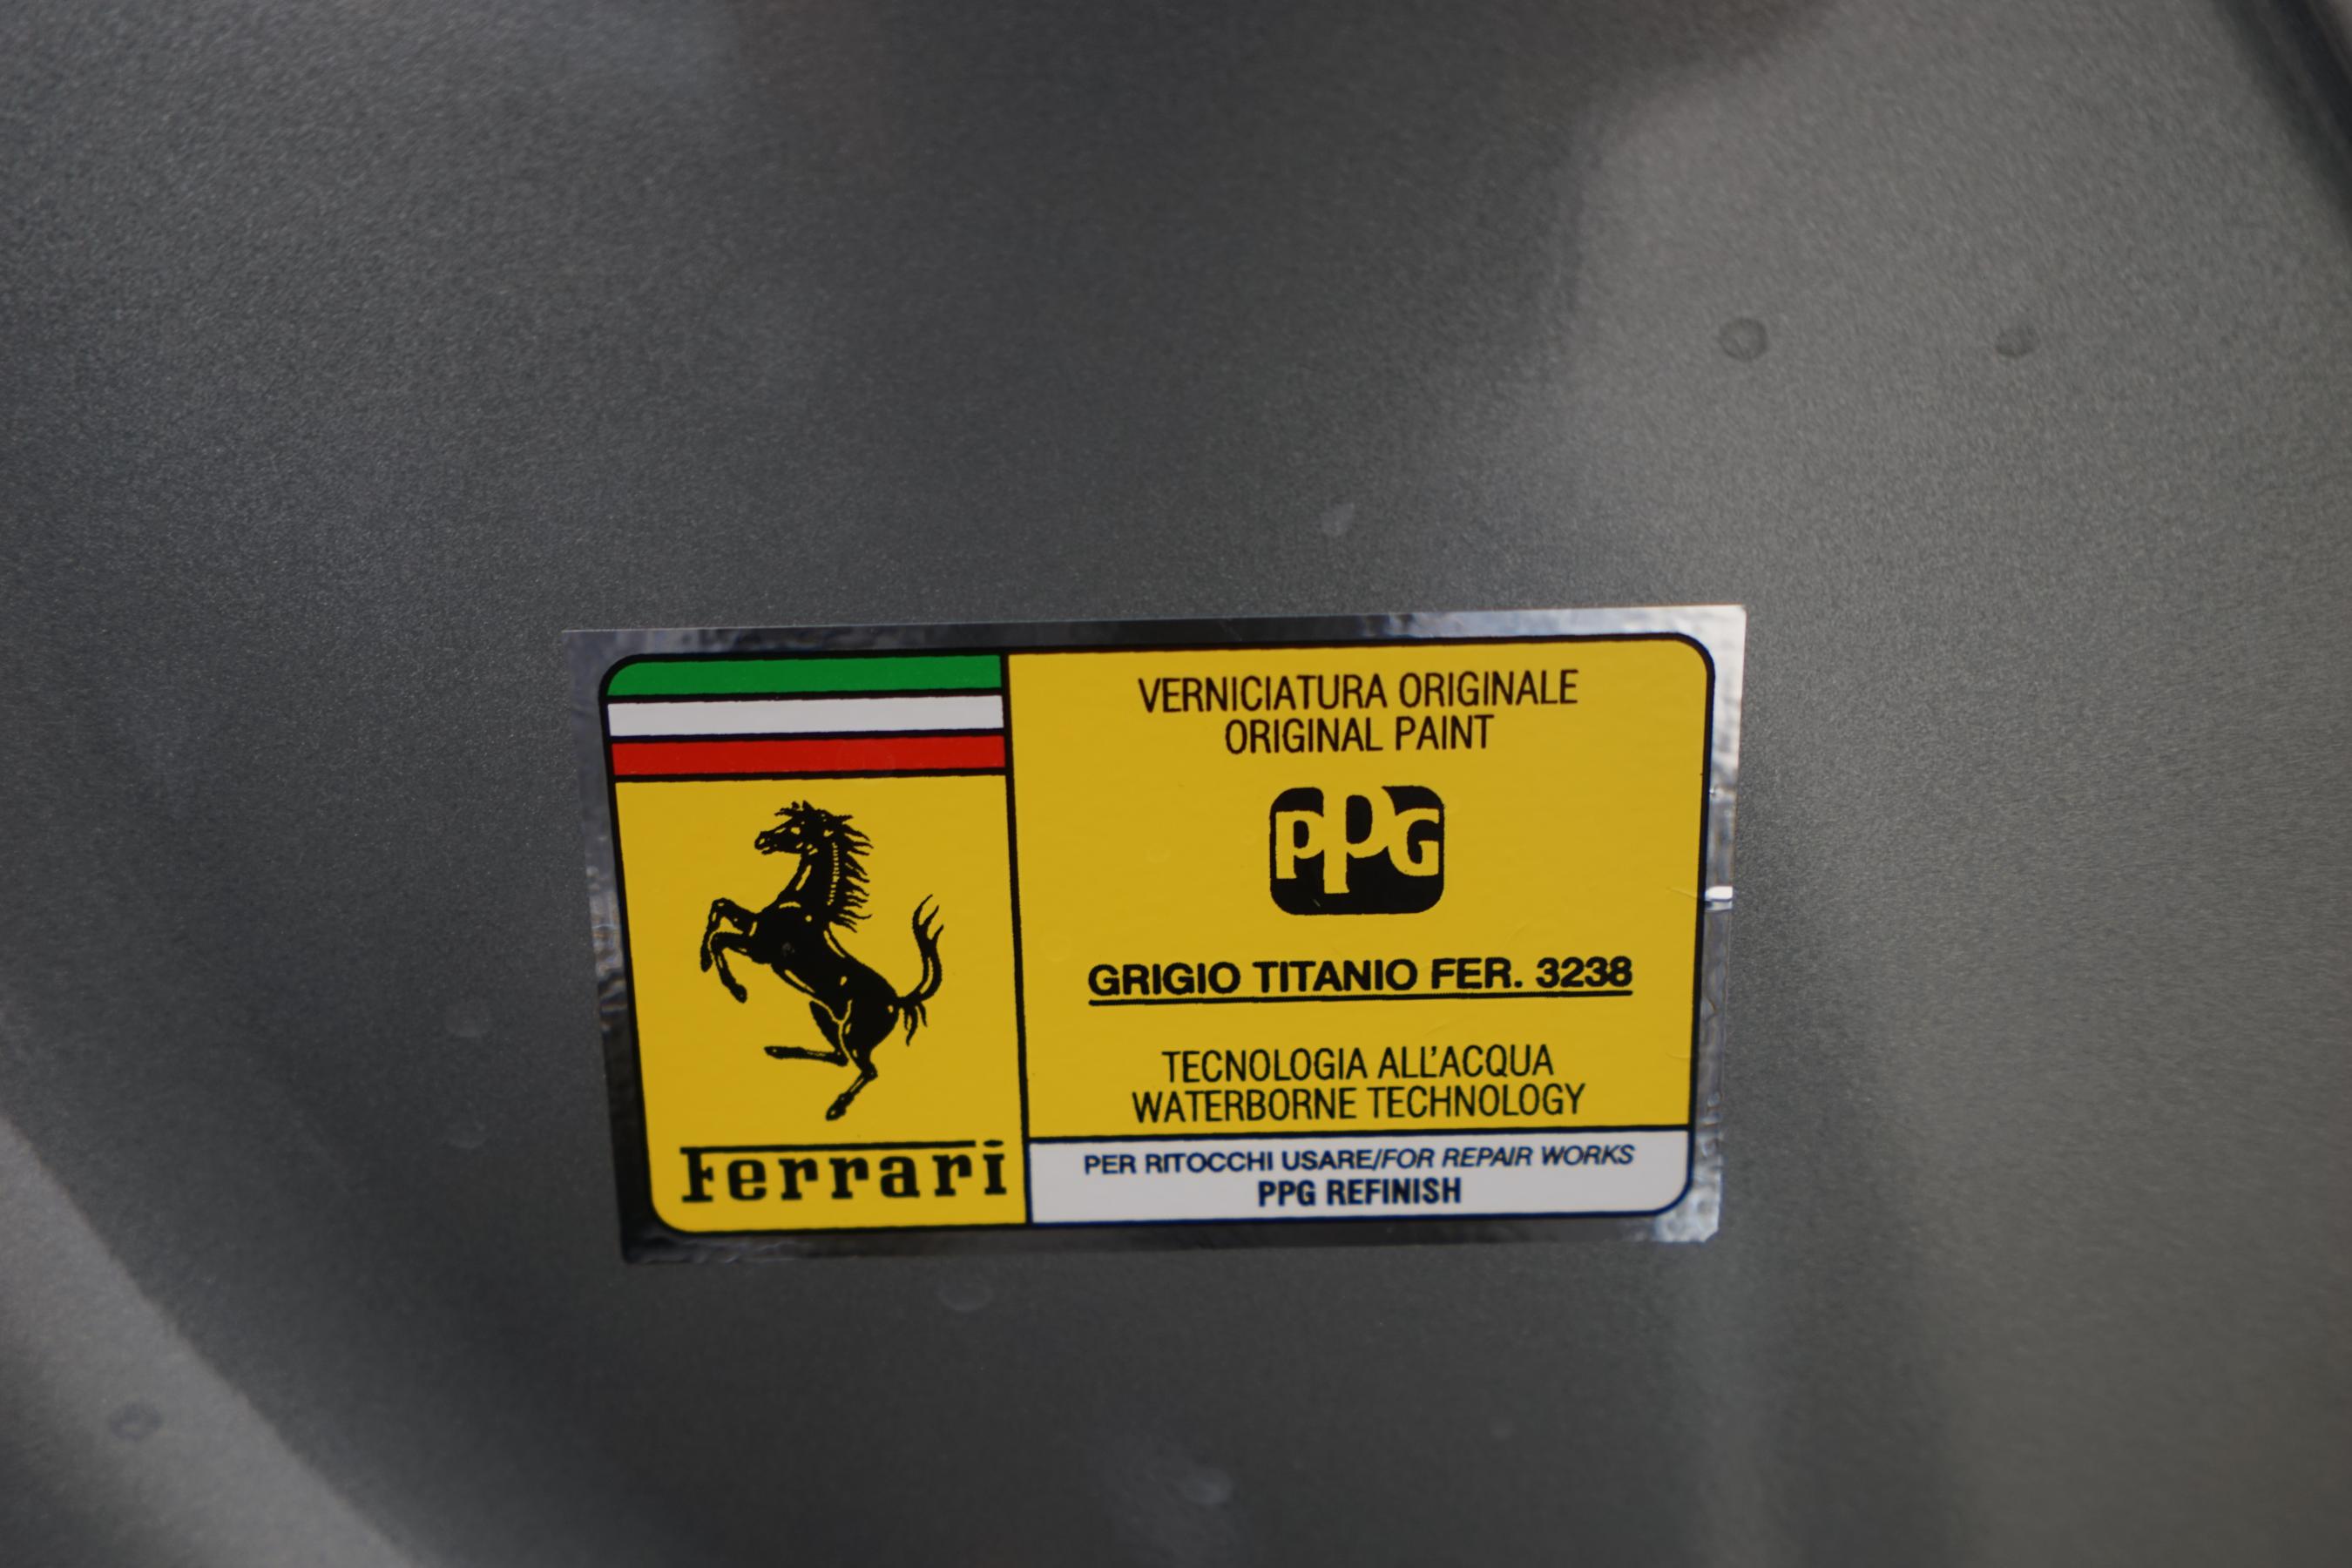 VERNICIATURA ORIGINALE
ORIGINAL PAINT
PPG
GRIGIO TITANIO FER. 3238
TECNOLOGIA ALL'ACQUA
WATERBORNE TECHNOLOGY
Ferrari
PER RITOCCHI USARE/FOR REPAIR WORKS
PPG REFINISH